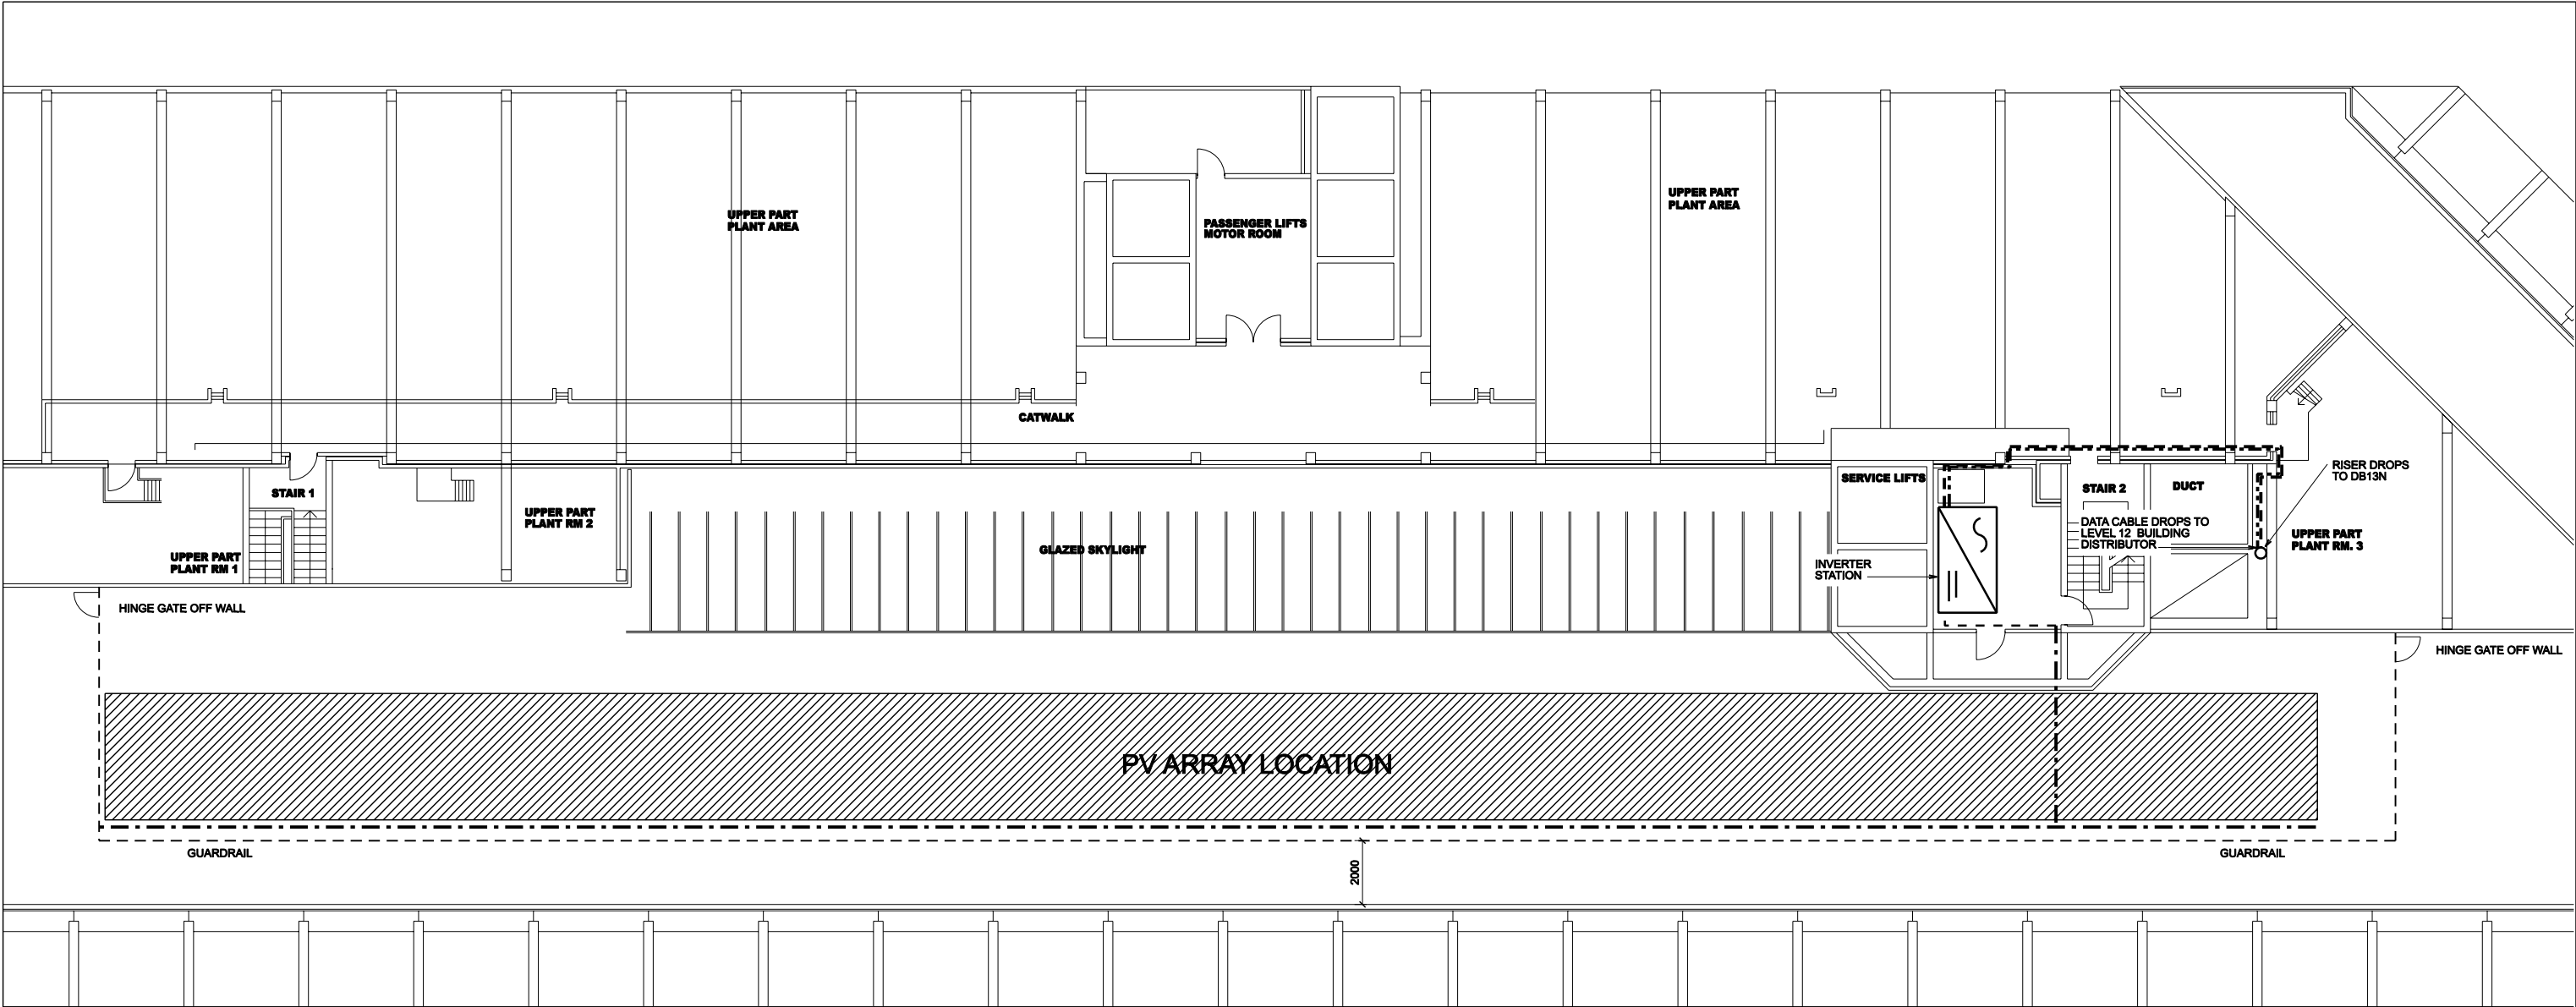 UPPER PART
PLANT AREA
PASSENGER LIFTS
MOTOR ROOM
UPPER PART
PLANT AREA
CATWALK
STAIR 1
UPPER PART
PLANT RM 2
UPPER PART
PLANT RM 1
GLAZED SKYLIGHT
SERVICE LIFTS
INVERTER
STATION
STAIR 2
DUCT
DATA CABLE DROPS TO
LEVEL 12 BUILDING
DISTRIBUTOR
RISER DROPS
TO DB13N
UPPER PART
PLANT RM. 3
HINGE GATE OFF WALL
HINGE GATE OFF WALL
PV ARRAY LOCATION
GUARDRAIL
2000
GUARDRAIL